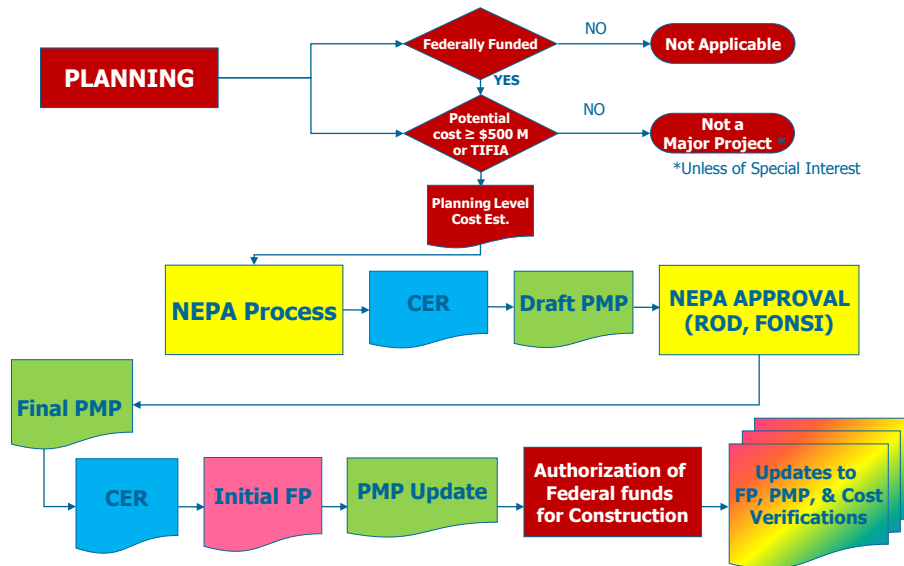 Federally Funded
NO
Not Applicable
PLANNING
YES
Potential
cost ≥ $500 M
or TIFIA
NO
Not a
Major Project *
*Unless of Special Interest
Planning Level
Cost Est.
NEPA Process
CER
Draft PMP
NEPA APPROVAL
(ROD, FONSI)
Final PMP
CER
Initial FP
PMP Update
Authorization of
Federal funds
for Construction
Updates to
FP, PMP, & Cost
Verifications